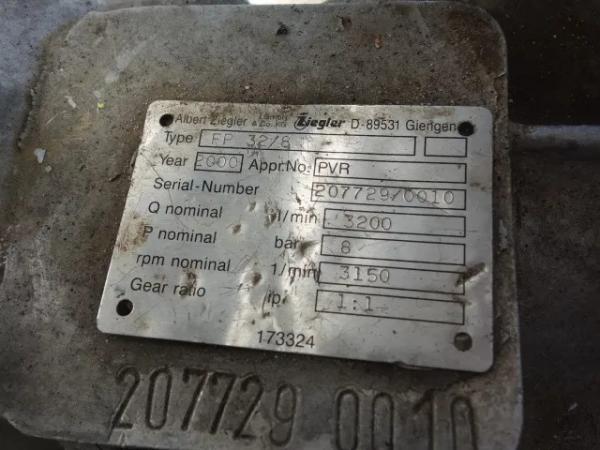 Albert Ziegler GmbH & Co. KG Ziegler D-89531 Giengen
Type FP 32/8
Year 2000 Appr.No. PVR
Serial-Number 207729/0010
Q nominal l/min 3200
P nominal bar 8
rpm nominal 1/min 3150
Gear ratio rp. 1:1
173324
207729 0010